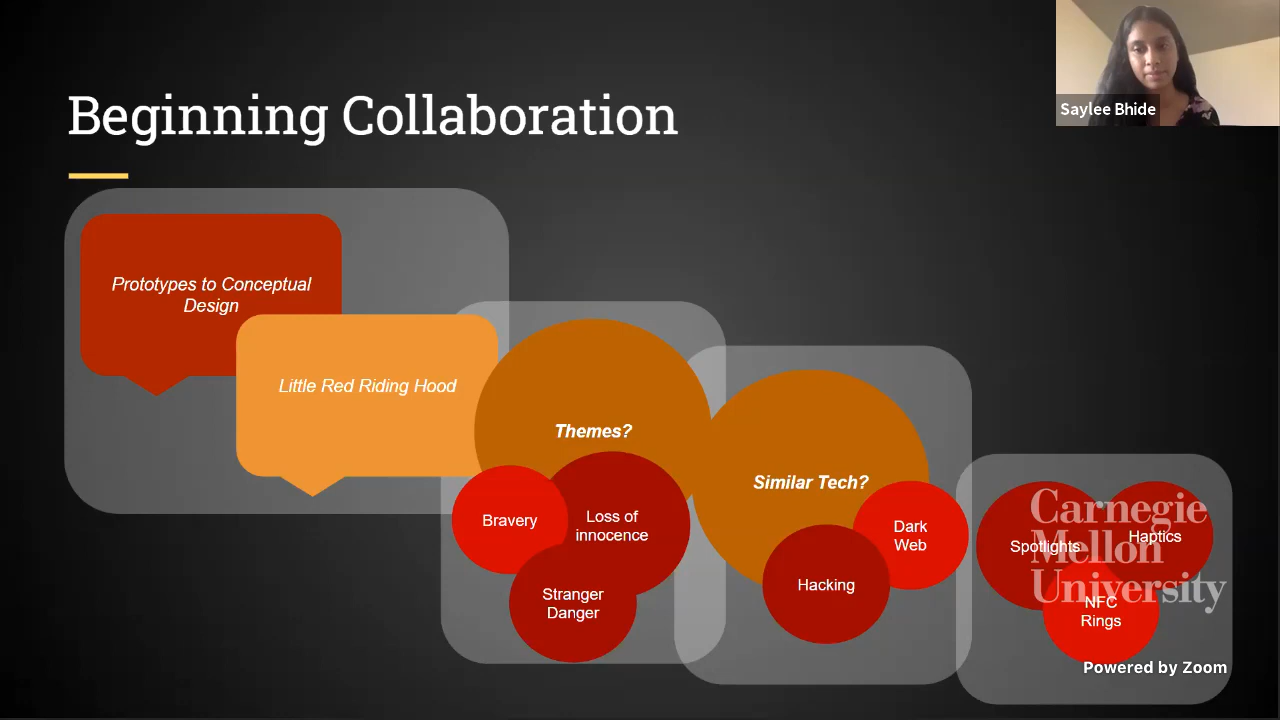 Beginning Collaboration
Saylee Bhide
Prototypes to Conceptual
Design
Little Red Riding Hood
Themes?
Bravery
Loss of
innocence
Stranger
Danger
Similar Tech?
Dark
Web
Hacking
Spotlights
Haptics
NFC
Rings
Carnegie
Mellon
University
Powered by Zoom